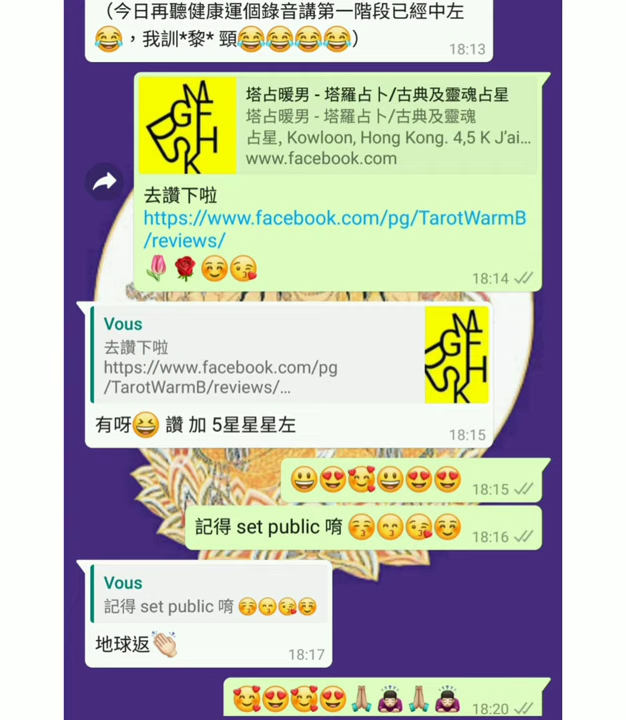 （今日再聽健康運個錄音講第一階段已經中左
😂，我訓*黎* 頸😂😂😂😂）
18:13
塔占暖男 - 塔羅占卜/古典及靈魂占星
塔占暖男 - 塔羅占卜/古典及靈魂
占星, Kowloon, Hong Kong. 4,5 K J’ai...
www.facebook.com
去讚下啦
https://www.facebook.com/pg/TarotWarmB
/reviews/
🌷🌹☺️😘
18:14
Vous
去讚下啦
https://www.facebook.com/pg
/TarotWarmB/reviews/...
有呀😆 讚 加 5星星星左
18:15
😃😍🥰😃😍😍
18:15
記得 set public 唷 😚😙😘☺️
18:16
Vous
記得 set public 唷 😚😙😘☺️
地球返👏🏻
18:17
🥰😍🥰😍🙏🏽🙇🏻🙏🏽🙇🏻
18:20